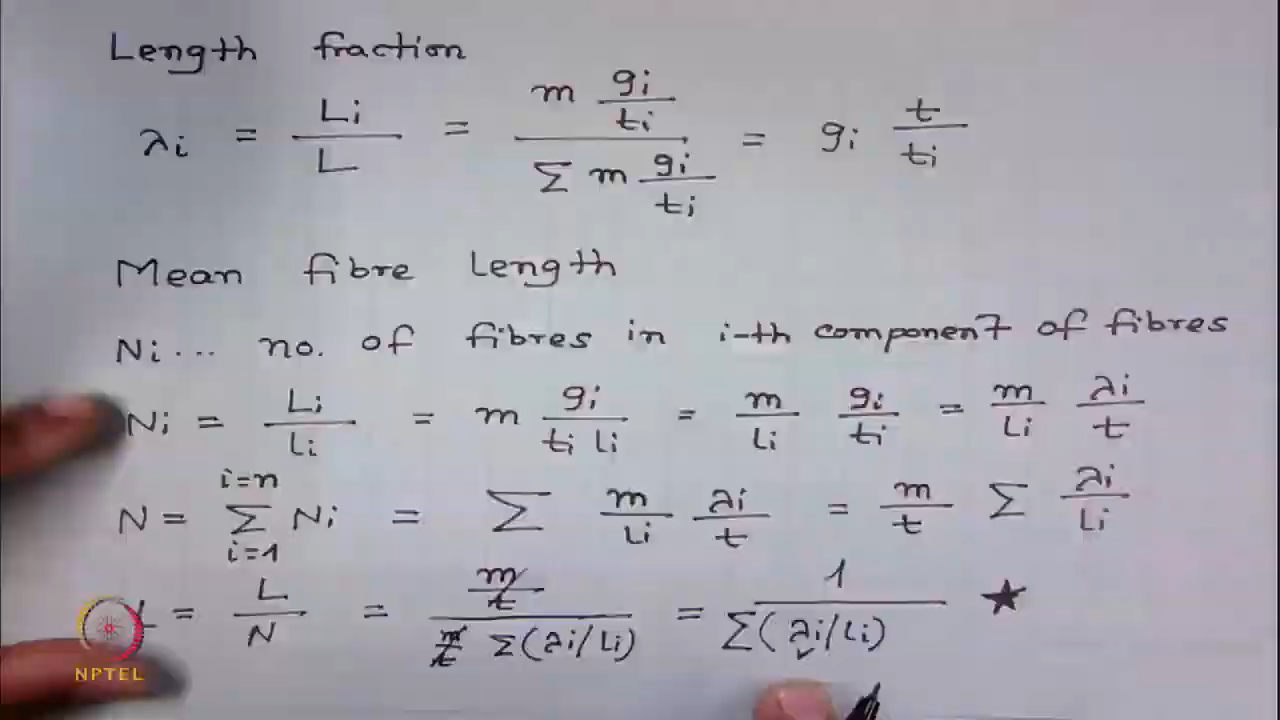 Length fraction
λi = Li / L = (m gi/ti) / (Σ m gi/ti) = gi t/ti
Mean fibre length
Ni... no. of fibres in i-th component of fibres
Ni = Li / li = m gi / (ti li) = m/li gi/ti = m/li λi/t
N = Σ (i=1, i=n) Ni = Σ m/li λi/t = m/t Σ λi/li
l = L / N = (m/t) / (m/t Σ(λi/li)) = 1 / Σ(λi/li) ★
NPTEL